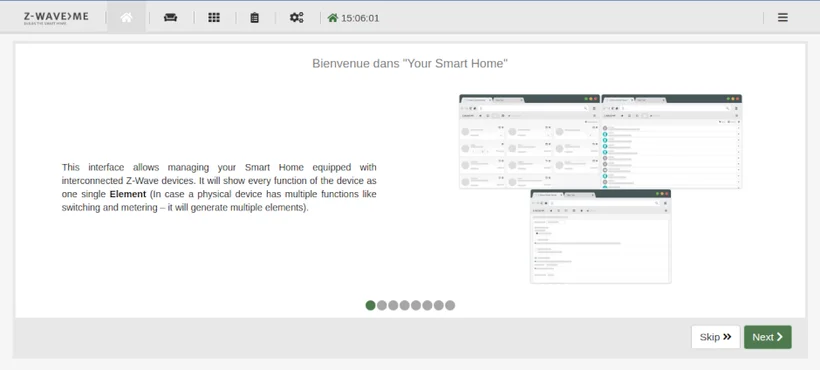 Z-WAVE>ME
BUILDING THE SMART HOME
15:06:01
Bienvenue dans "Your Smart Home"
This interface allows managing your Smart Home equipped with
interconnected Z-Wave devices. It will show every function of the device as
one single Element (In case a physical device has multiple functions like
switching and metering – it will generate multiple elements).
Skip
Next